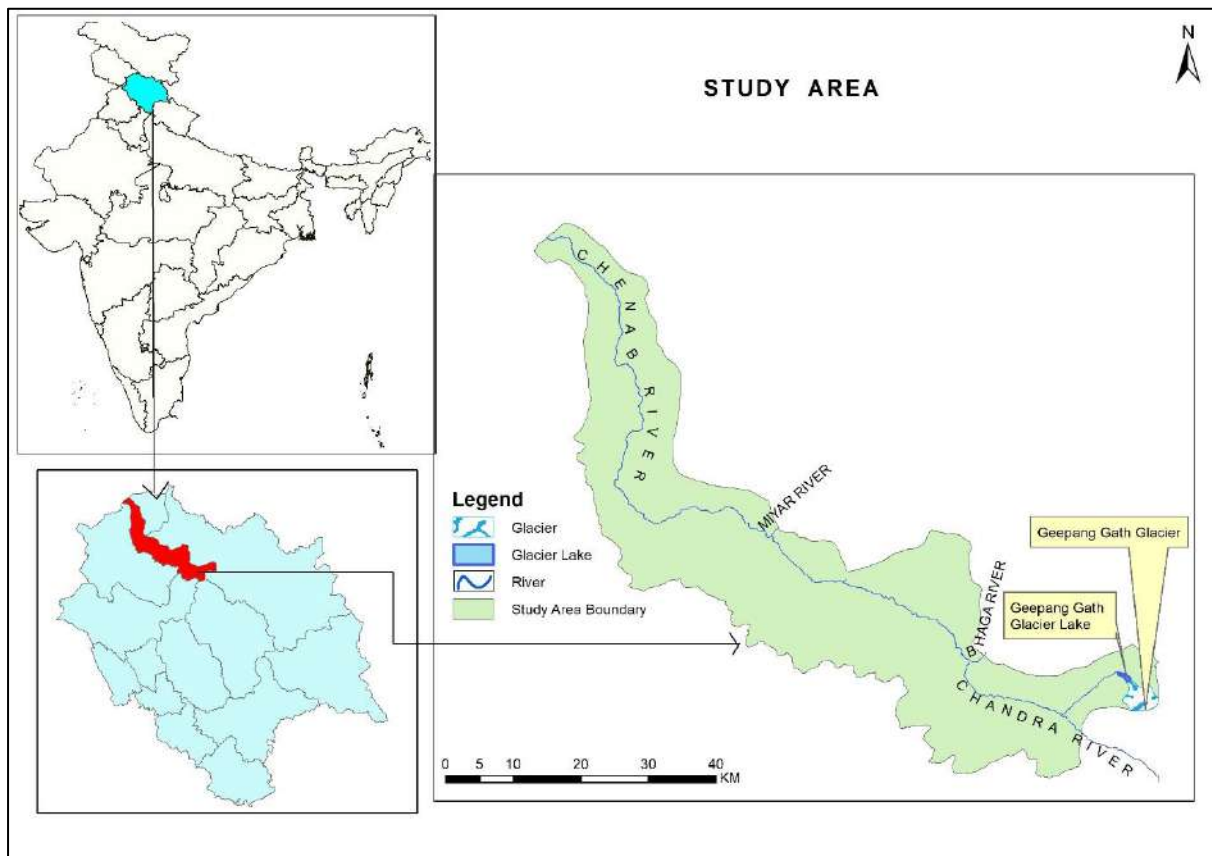 N
STUDY AREA
CHENAB RIVER
MIYAR RIVER
Legend
Glacier
Glacier Lake
River
Study Area Boundary
Geepang Gath Glacier
BHAGA RIVER
Geepang Gath
Glacier Lake
CHANDRA RIVER
0 5 10 20 30 40
KM